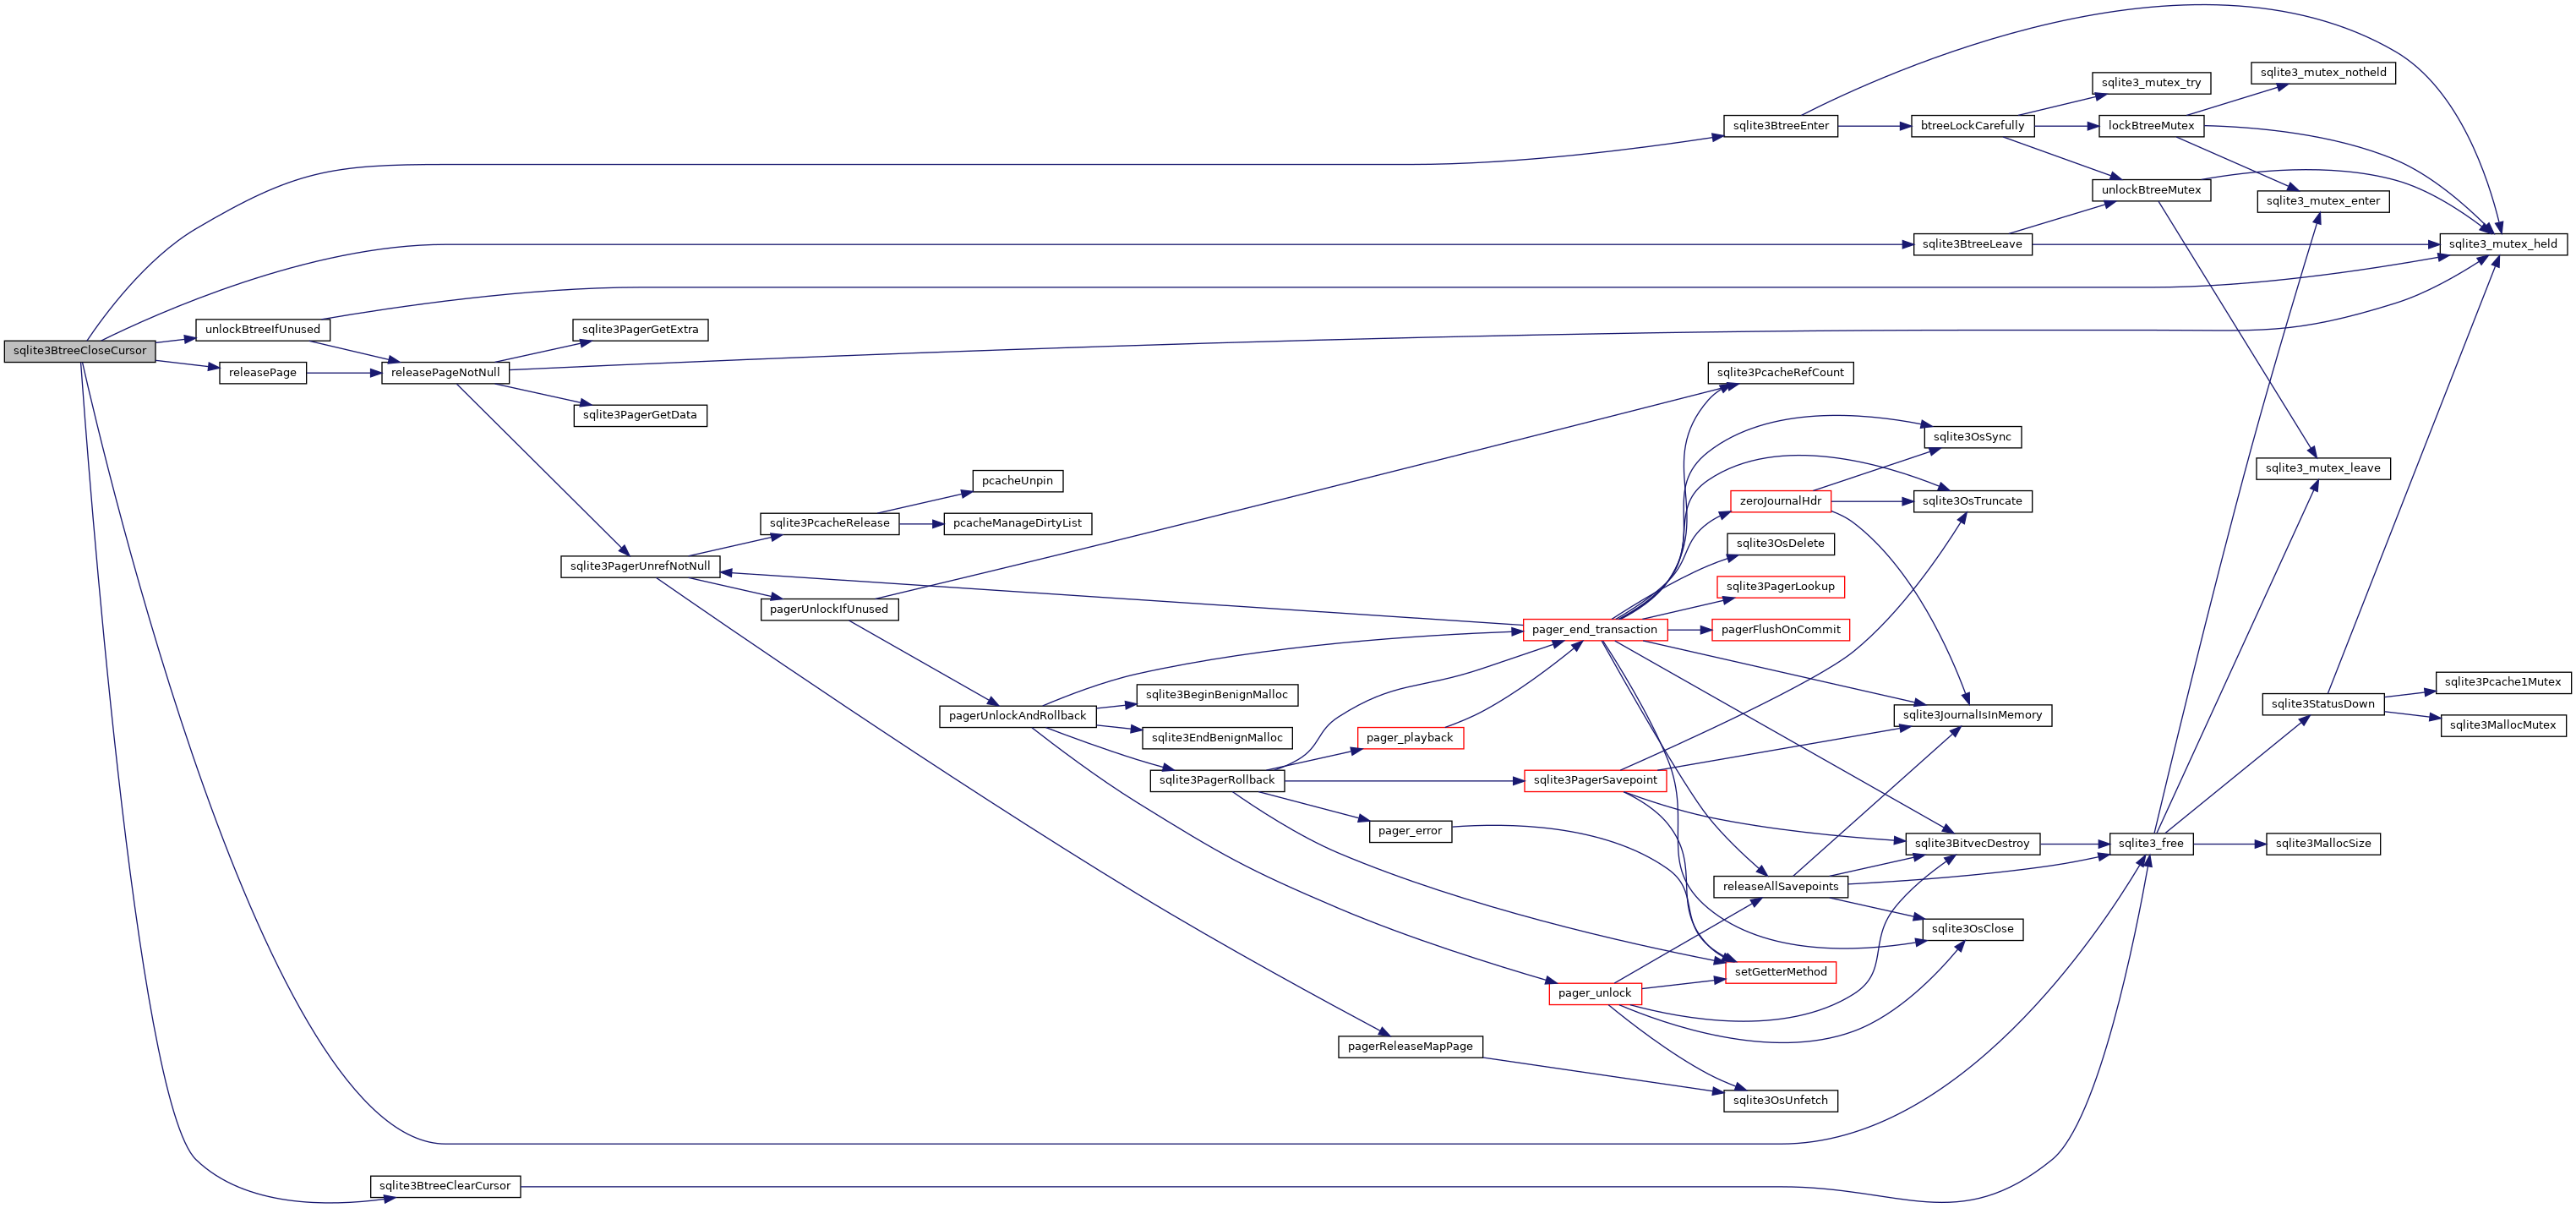 sqlite3BtreeCloseCursor
unlockBtreeIfUnused
releasePage
releasePageNotNull
sqlite3BtreeClearCursor
sqlite3PagerGetExtra
sqlite3PagerGetData
sqlite3PagerUnrefNotNull
sqlite3PcacheRelease
pagerUnlockIfUnused
pcacheUnpin
pcacheManageDirtyList
pagerUnlockAndRollback
sqlite3BeginBenignMalloc
sqlite3EndBenignMalloc
sqlite3PagerRollback
pager_playback
pager_error
pagerReleaseMapPage
pager_end_transaction
sqlite3PagerSavepoint
pager_unlock
sqlite3BtreeEnter
sqlite3PcacheRefCount
zeroJournalHdr
sqlite3OsDelete
sqlite3PagerLookup
pagerFlushOnCommit
releaseAllSavepoints
setGetterMethod
sqlite3OsUnfetch
btreeLockCarefully
sqlite3BtreeLeave
sqlite3OsSync
sqlite3OsTruncate
sqlite3JournalIsInMemory
sqlite3BitvecDestroy
sqlite3OsClose
sqlite3_mutex_try
lockBtreeMutex
unlockBtreeMutex
sqlite3_free
sqlite3_mutex_notheld
sqlite3_mutex_enter
sqlite3_mutex_leave
sqlite3StatusDown
sqlite3MallocSize
sqlite3_mutex_held
sqlite3Pcache1Mutex
sqlite3MallocMutex